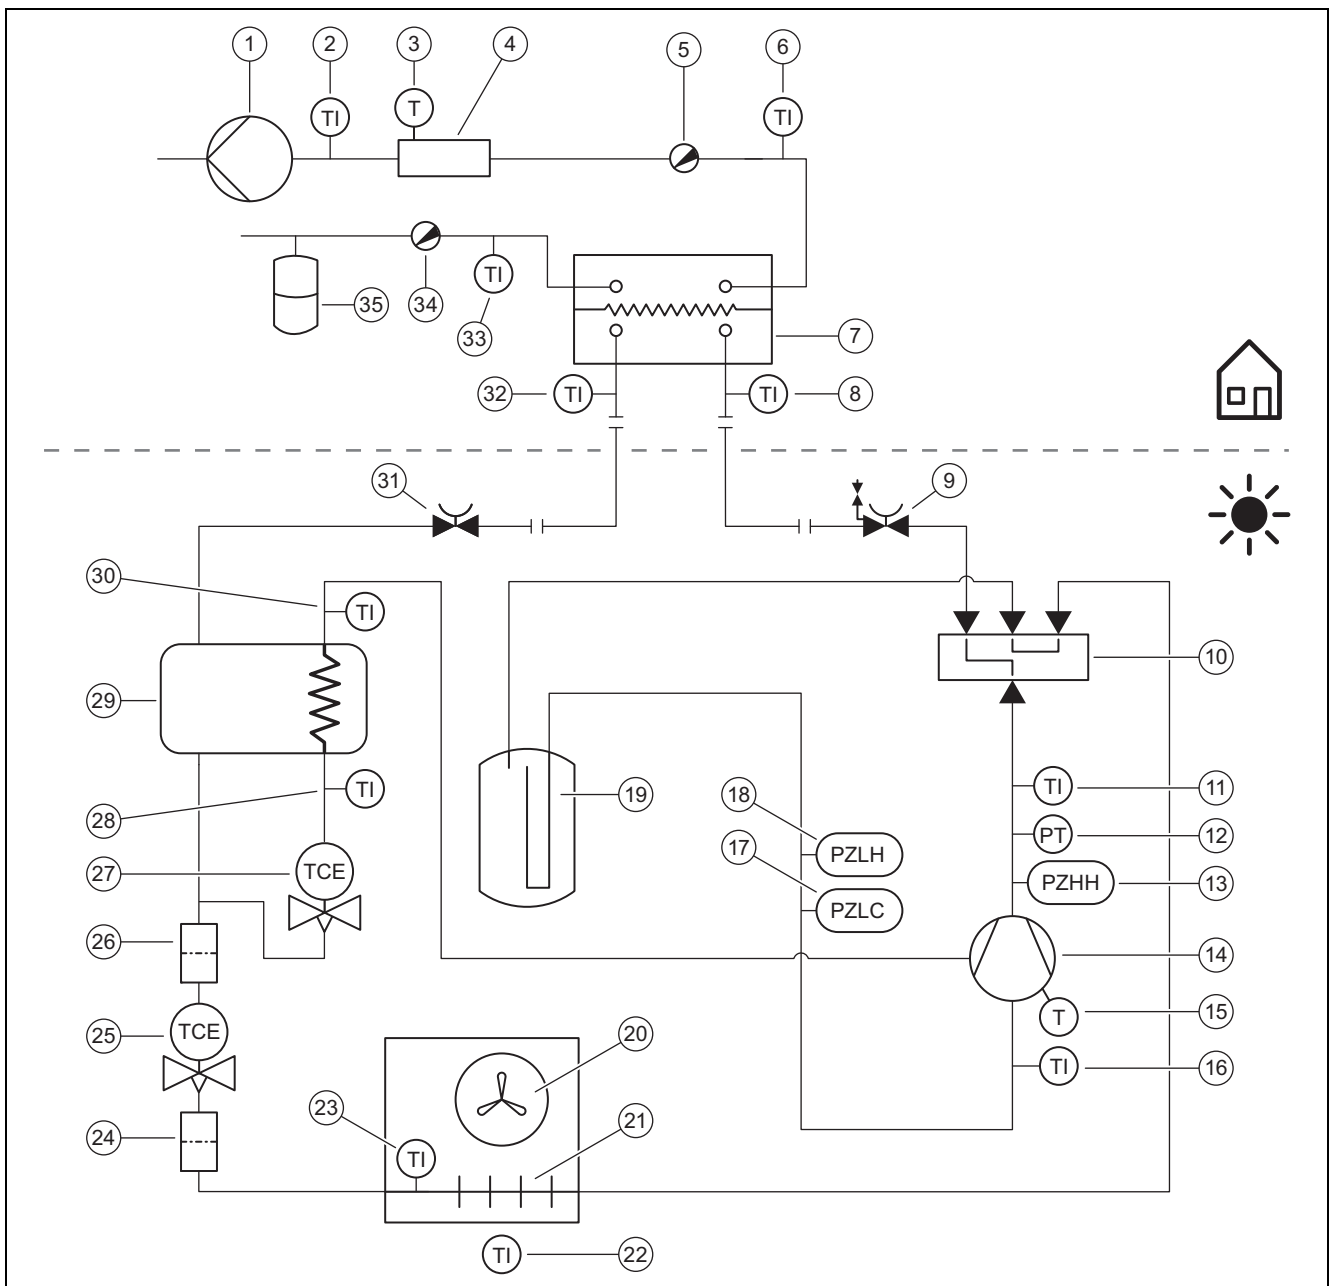 1 2 3 4 5 6
TI T TI
TI
35 34 33 7
32 TI TI 8
31 9
30 TI
10
29
28 TI 19 18 TI 11
17 PZLH PT 12
27 TCE PZLC PZHH 13
26 14
25 TCE 20 T 15
TI 16
23 21
24 TI
TI 22